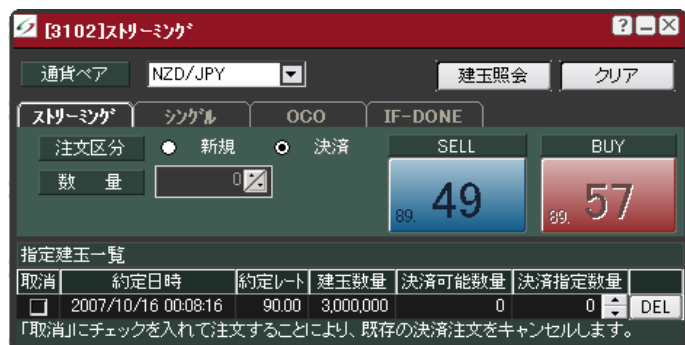 [3102]ｽﾄﾘｰﾐﾝｸﾞ ?
通貨ペア NZD/JPY 建玉照会 クリア
ｽﾄﾘｰﾐﾝｸﾞ ｼﾝｸﾞﾙ OCO IF-DONE
注文区分 新規 決済 SELL BUY
数 量 0 89. 49 89. 57
指定建玉一覧
取消 約定日時 約定ﾚｰﾄ 建玉数量 決済可能数量 決済指定数量
2007/10/16 00:08:16 90.00 3,000,000 0 0 DEL
「取消」にチェックを入れて注文することにより、既存の決済注文をキャンセルします。